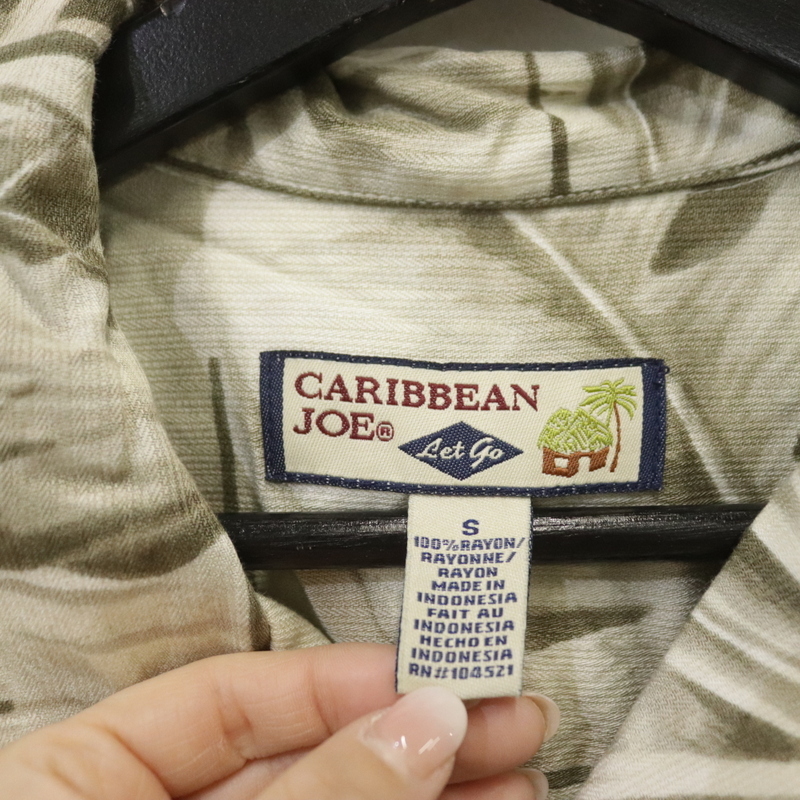 CARIBBEAN
JOE®
Let Go
S
100%RAYON/
RAYONNE/
RAYON
MADE IN
INDONESIA
FAIT AU
INDONESIA
HECHO EN
INDONESIA
RN#104521